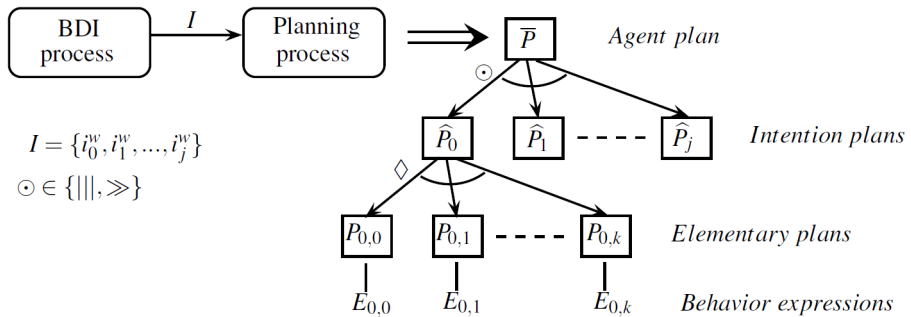 BDI process
I
Planning process
P̅
Agent plan
⊙
P̂₀
P̂₁
P̂ⱼ
Intention plans
I = {i₀ʷ, i₁ʷ, ..., iⱼʷ}
⊙ ∈ {|||, ≫}
◊
P₀,₀
P₀,₁
P₀,ₖ
Elementary plans
E₀,₀
E₀,₁
E₀,ₖ
Behavior expressions